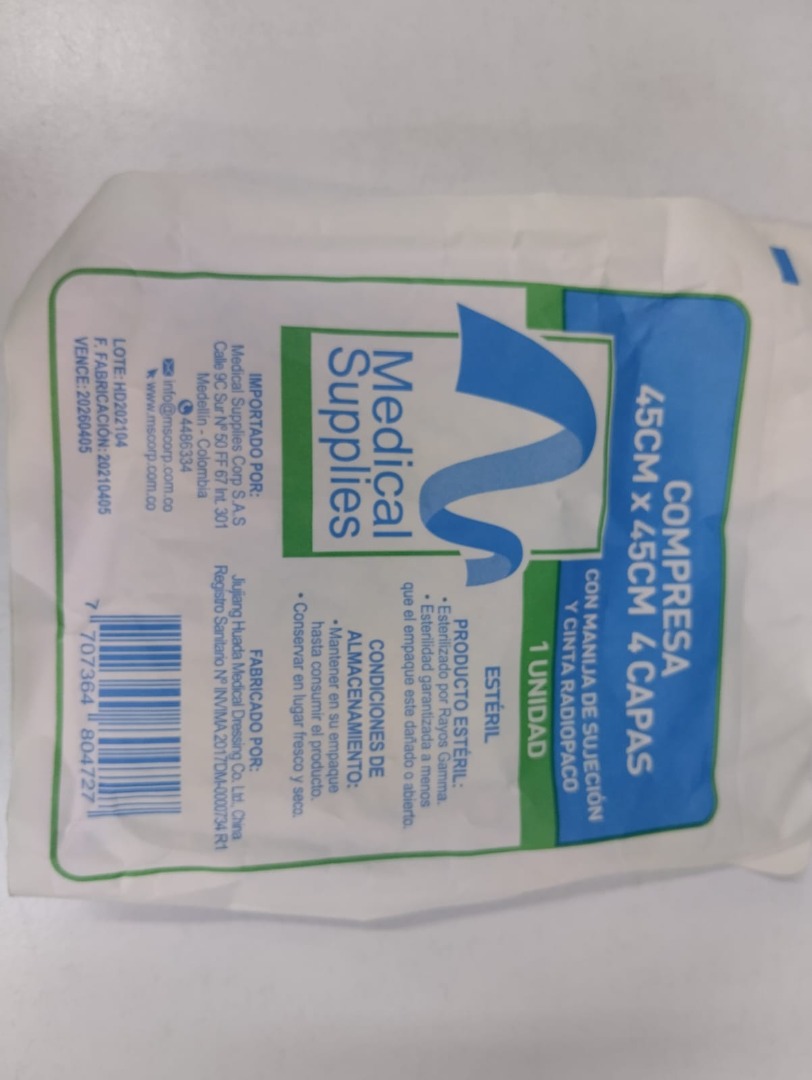 COMPRESA
45CM x 45CM 4 CAPAS
CON MANIJA DE SUJECIÓN
Y CINTA RADIOPACO
1 UNIDAD
Medical
Supplies
ESTÉRIL
PRODUCTO ESTÉRIL:
• Esterilizado por Rayos Gamma.
• Esterilidad garantizada a menos
que el empaque este dañado o abierto.
CONDICIONES DE
ALMACENAMIENTO:
• Mantener en su empaque
hasta consumir el producto.
• Conservar en lugar fresco y seco.
IMPORTADO POR:
Medical Supplies Corp S.A.S
Calle 9C Sur Nº 50 FF 67 Int. 301
Medellín - Colombia
4486334
info@mscorp.com.co
www.mscorp.com.co
FABRICADO POR:
Jiujiang Huada Medical Dressing Co. Ltd., China
Registro Sanitario Nº INVIMA 2017DM-0000734 R1
LOTE: HD202104
F. FABRICACIÓN: 20210405
VENCE: 20260405
7 707364 804727